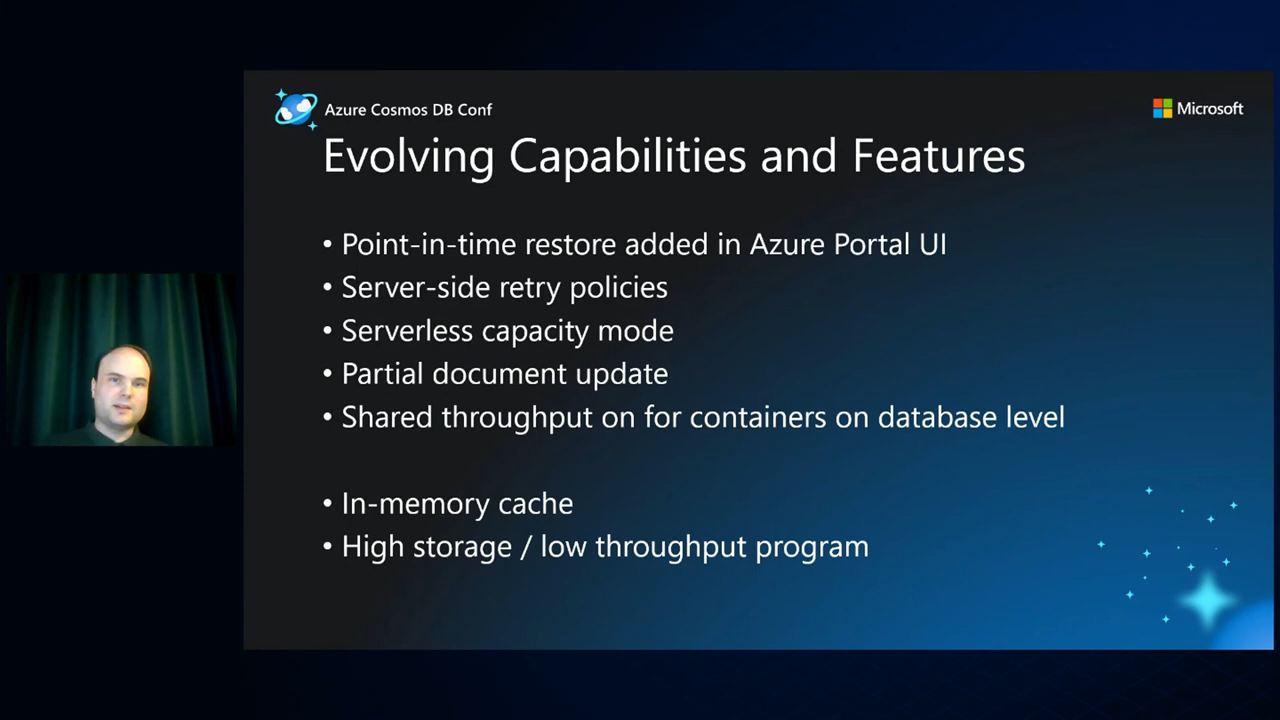 Azure Cosmos DB Conf
Microsoft
Evolving Capabilities and Features
• Point-in-time restore added in Azure Portal UI
• Server-side retry policies
• Serverless capacity mode
• Partial document update
• Shared throughput on for containers on database level
• In-memory cache
• High storage / low throughput program